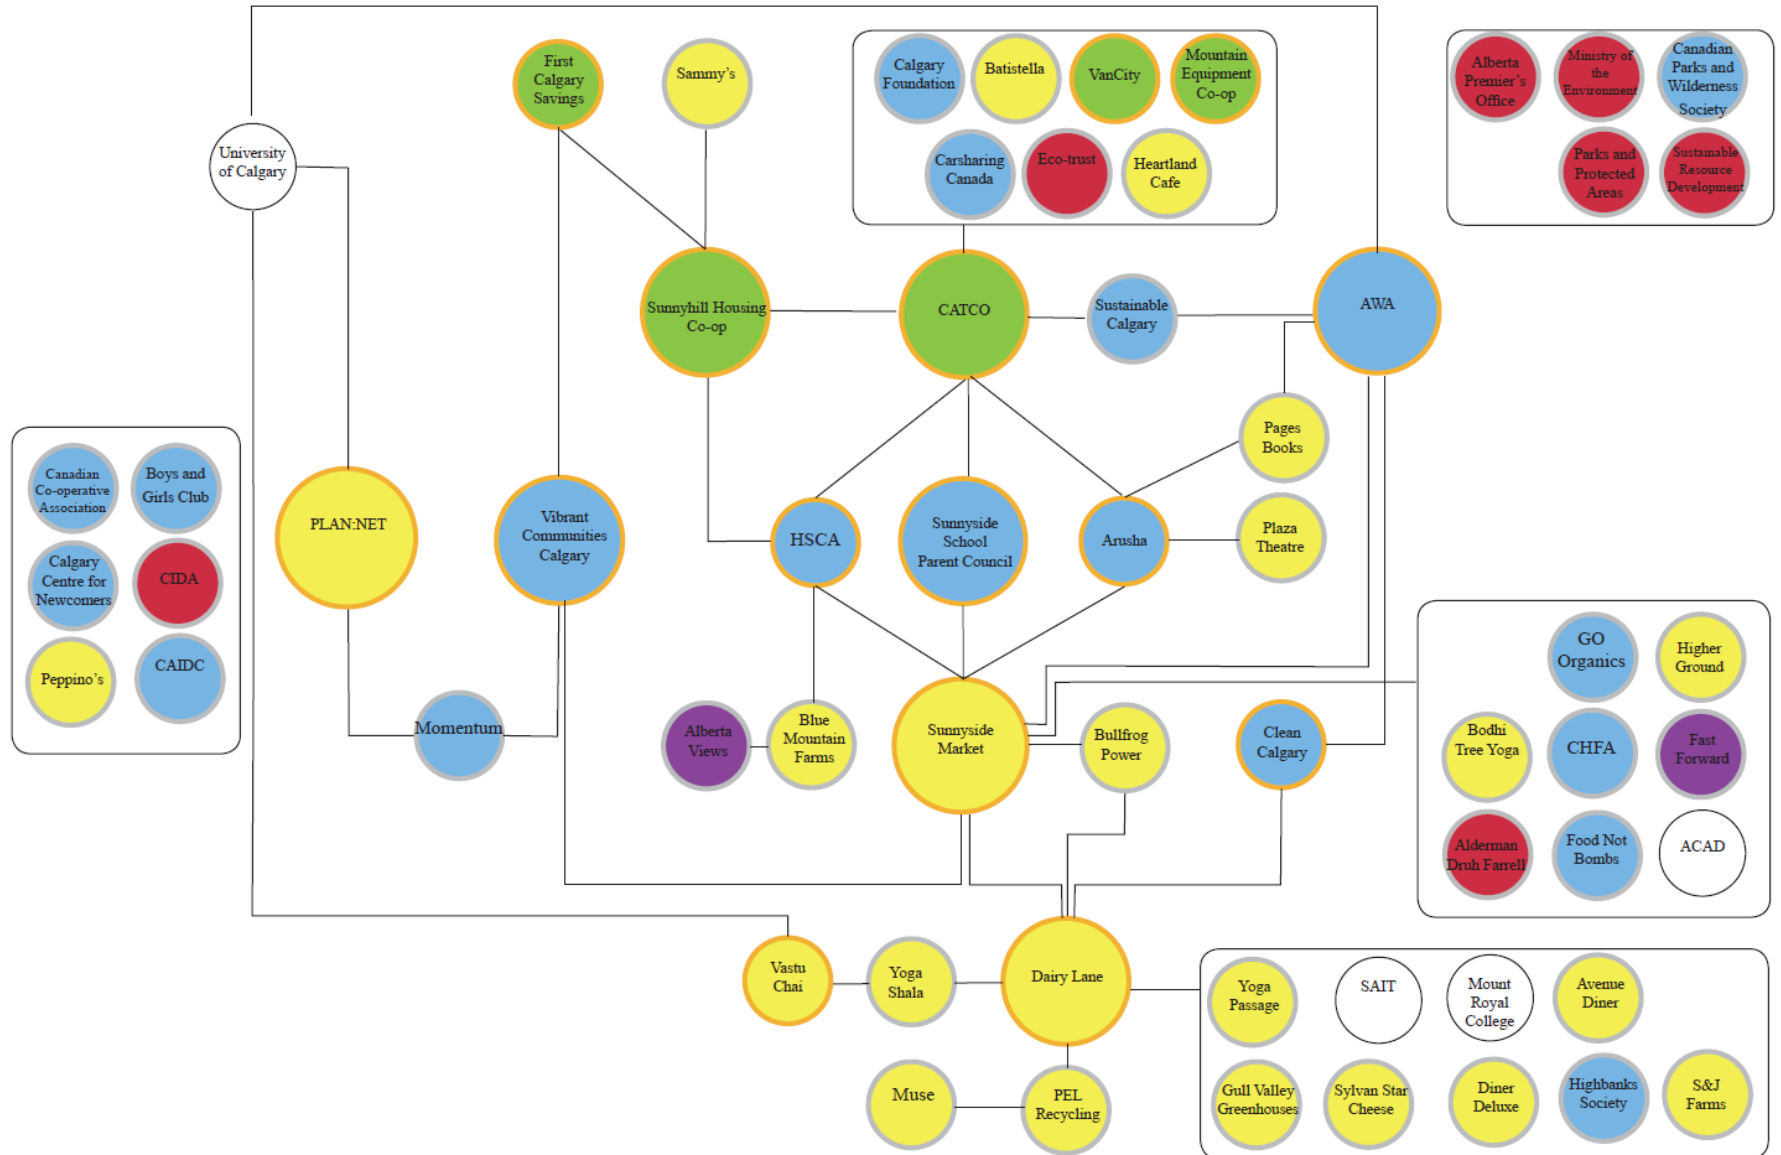 First
Calgary
Savings
Sammy's
Calgary
Foundation
Batistella
VanCity
Mountain
Equipment
Co-op
Carsharing
Canada
Eco-trust
Heartland
Cafe
Alberta
Premier's
Office
Ministry of
the
Environment
Canadian
Parks and
Wilderness
Society
Parks and
Protected
Areas
Sustainable
Resource
Development
University
of Calgary
Sunnyhill Housing
Co-op
CATCO
Sustainable
Calgary
AWA
Pages
Books
Canadian
Co-operative
Association
Boys and
Girls Club
Calgary
Centre for
Newcomers
CIDA
Peppino's
CAIDC
PLAN:NET
Vibrant
Communities
Calgary
HSCA
Sunnyside
School
Parent Council
Arusha
Plaza
Theatre
Momentum
Alberta
Views
Blue
Mountain
Farms
Sunnyside
Market
Bullfrog
Power
Clean
Calgary
GO
Organics
Higher
Ground
Bodhi
Tree Yoga
CHFA
Fast
Forward
Alderman
Druh Farrell
Food Not
Bombs
ACAD
Vastu
Chai
Yoga
Shala
Dairy Lane
Muse
PEL
Recycling
Yoga
Passage
SAIT
Mount
Royal
College
Avenue
Diner
Gull Valley
Greenhouses
Sylvan Star
Cheese
Diner
Deluxe
Highbanks
Society
S&J
Farms